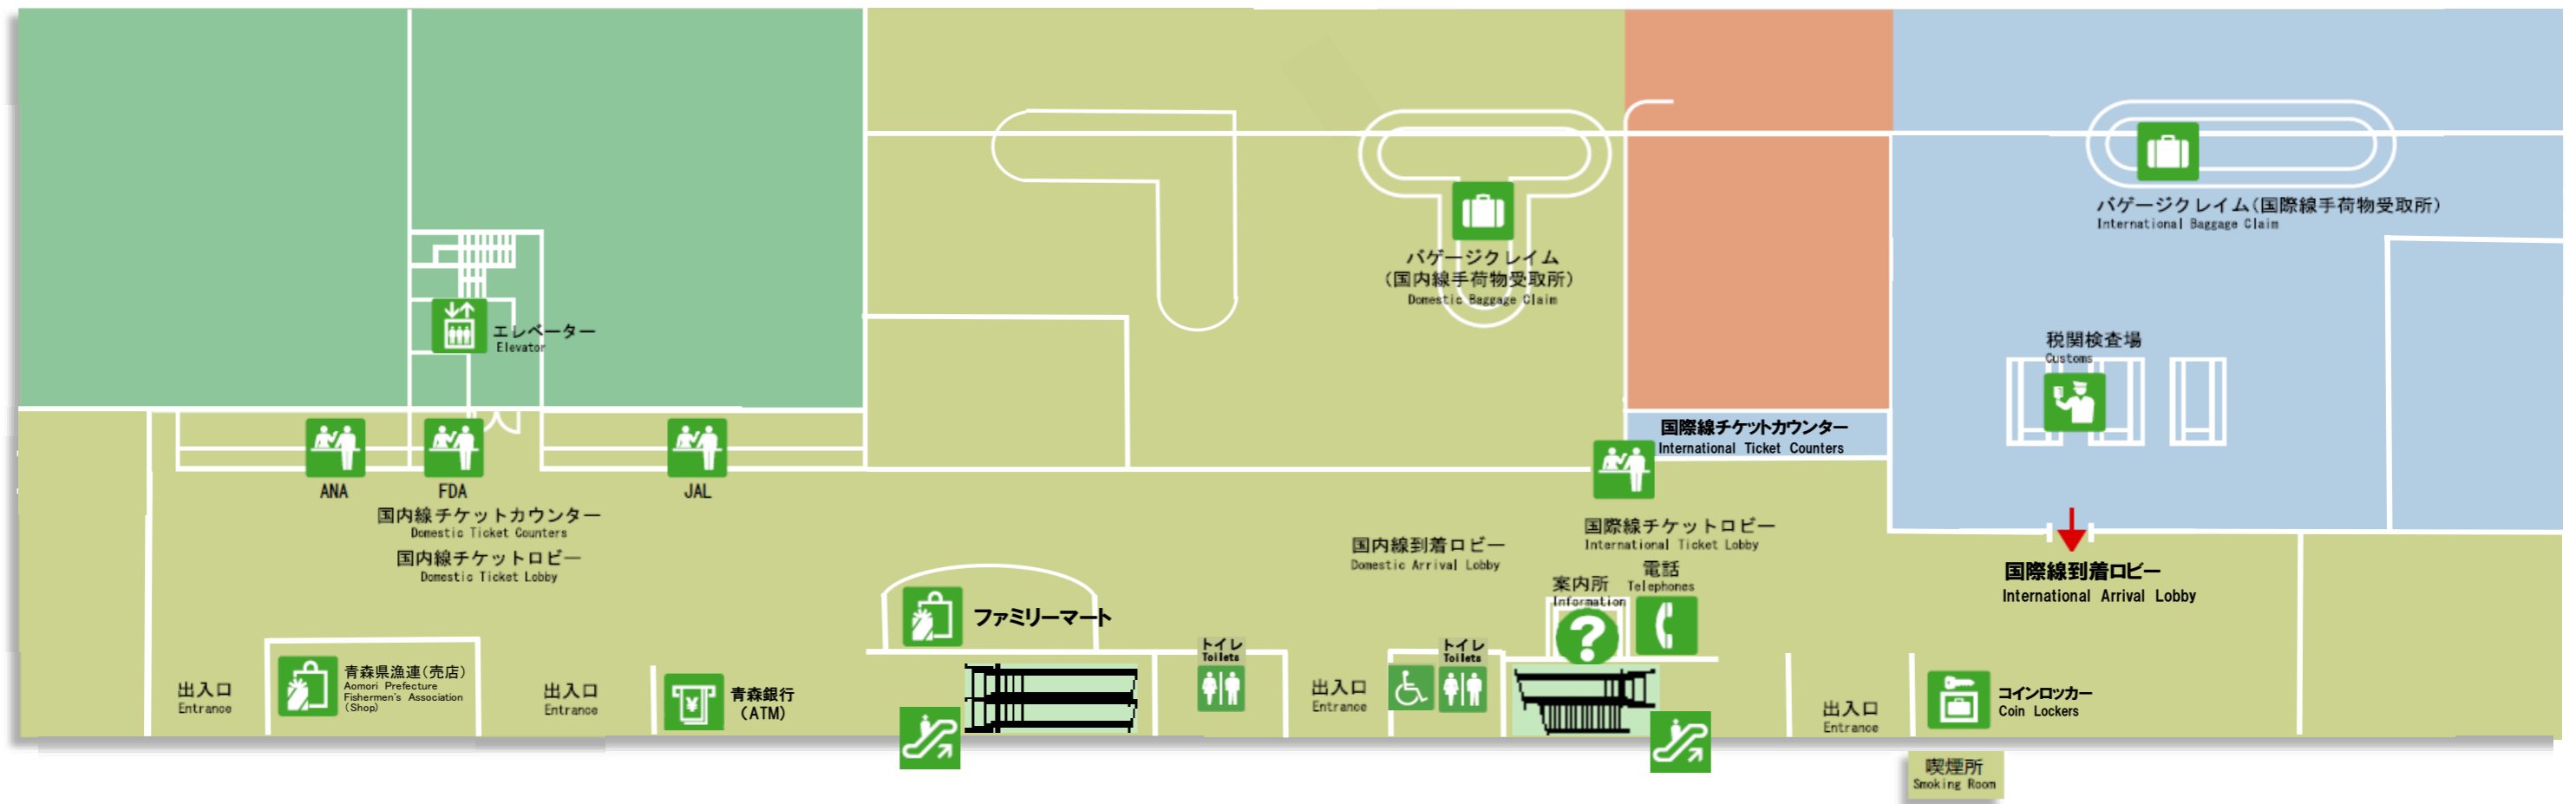 バゲージクレイム(国際線手荷物受取所)
International Baggage Claim
バゲージクレイム
(国内線手荷物受取所)
Domestic Baggage Claim
エレベーター
Elevator
税関検査場
Customs
国際線チケットカウンター
International Ticket Counters
ANA
FDA
JAL
国内線チケットカウンター
Domestic Ticket Counters
国内線チケットロビー
Domestic Ticket Lobby
国内線到着ロビー
Domestic Arrival Lobby
国際線チケットロビー
International Ticket Lobby
案内所
Information
電話
Telephones
国際線到着ロビー
International Arrival Lobby
ファミリーマート
出入口
Entrance
青森県漁連(売店)
Aomori Prefecture
Fishermen's Association
(Shop)
出入口
Entrance
¥
青森銀行
(ATM)
トイレ
Toilets
出入口
Entrance
トイレ
Toilets
?
出入口
Entrance
コインロッカー
Coin Lockers
喫煙所
Smoking Room